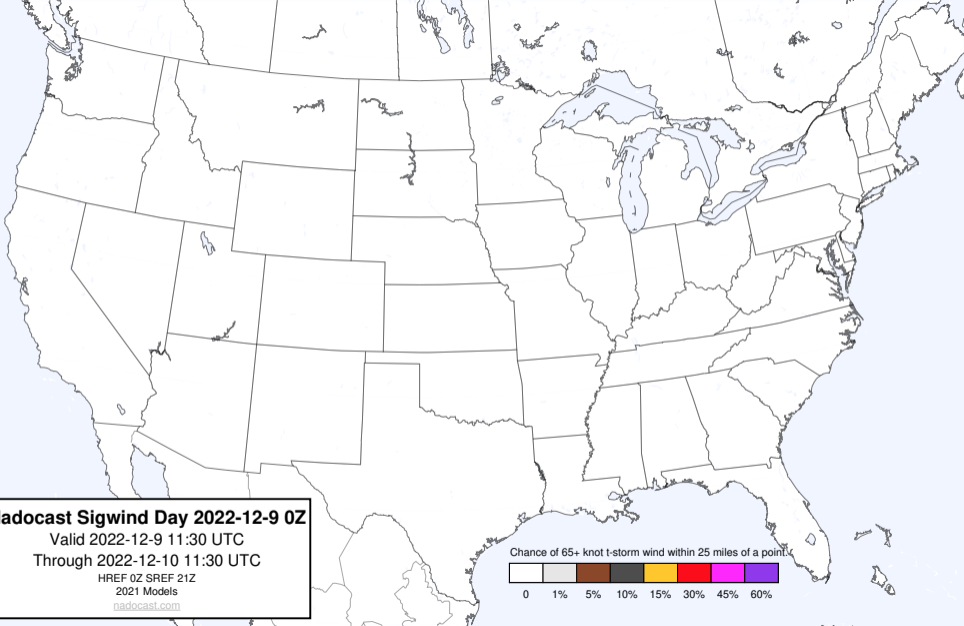 adocast Sigwind Day 2022-12-9 0Z
Valid 2022-12-9 11:30 UTC
Through 2022-12-10 11:30 UTC
HREF 0Z SREF 21Z
2021 Models
nadocast.com
Chance of 65+ knot t-storm wind within 25 miles of a point.
0 1% 5% 10% 15% 30% 45% 60%